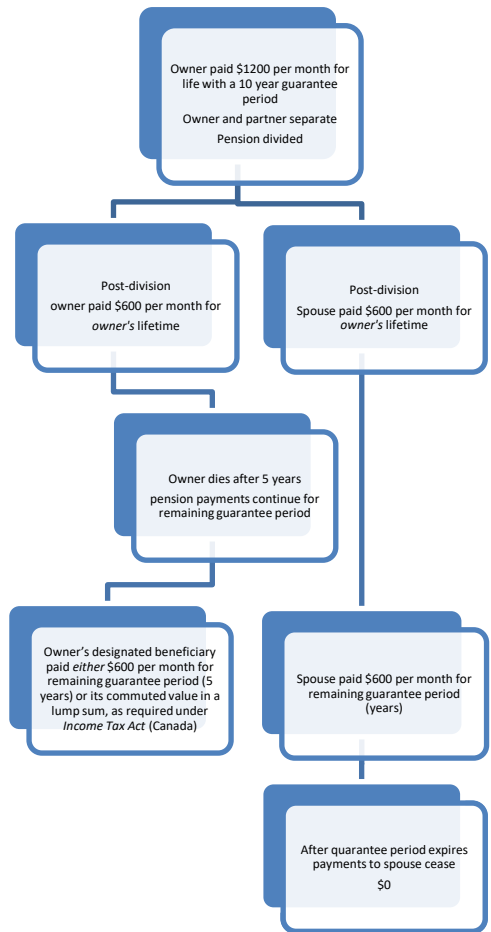 Owner paid $1200 per month for
life with a 10 year guarantee
period
Owner and partner separate
Pension divided
Post-division
owner paid $600 per month for
owner's lifetime
Post-division
Spouse paid $600 per month for
owner's lifetime
Owner dies after 5 years
pension payments continue for
remaining guarantee period
Owner's designated beneficiary
paid either $600 per month for
remaining guarantee period (5
years) or its commuted value in a
lump sum, as required under
Income Tax Act (Canada)
Spouse paid $600 per month for
remaining guarantee period
(years)
After quarantee period expires
payments to spouse cease
$0